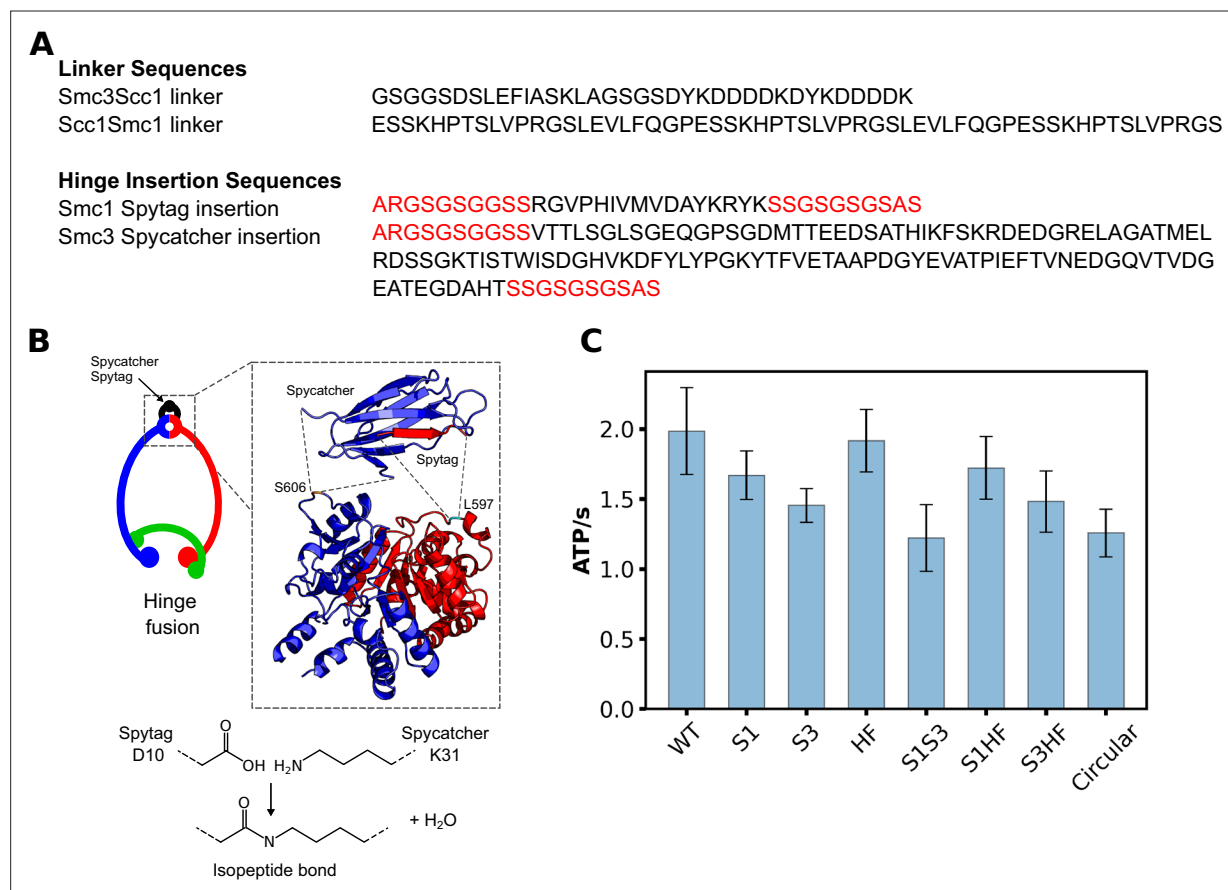 A
Linker Sequences
Smc3Scc1 linker GSGGSDSLEFIASKLAGSGSDYKDDDDKDYKDDDDK
Scc1Smc1 linker ESSKHPTSLVPRGSLEVLFQGPESSKHPTSLVPRGSLEVLFQGPESSKHPTSLVPRGS
Hinge Insertion Sequences
Smc1 Spytag insertion ARGSGSGGSSRGVPHIVMVDAYKRYKSSGSGSGSAS
Smc3 Spycatcher insertion ARGSGSGGSSVTTLSGLSGEQGPSGDMTTEEDSATHIKFSKRDEDGRELAGATMEL
RDSSGKTISTWISDGHVKDFYLYPGKYTFVETAAPDGYEVATPIEFTVNEDGQVTVDG
EATEGDAHTSSGSGSGSAS
B
Spycatcher
Spytag
Spycatcher
Spytag
S606
L597
Hinge
fusion
Spytag
D10
O
OH
H2N
Spycatcher
K31
O
N
+ H2O
Isopeptide bond
C
ATP/s
2.0
1.5
1.0
0.5
0.0
WT
S1
S3
HF
S1S3
S1HF
S3HF
Circular